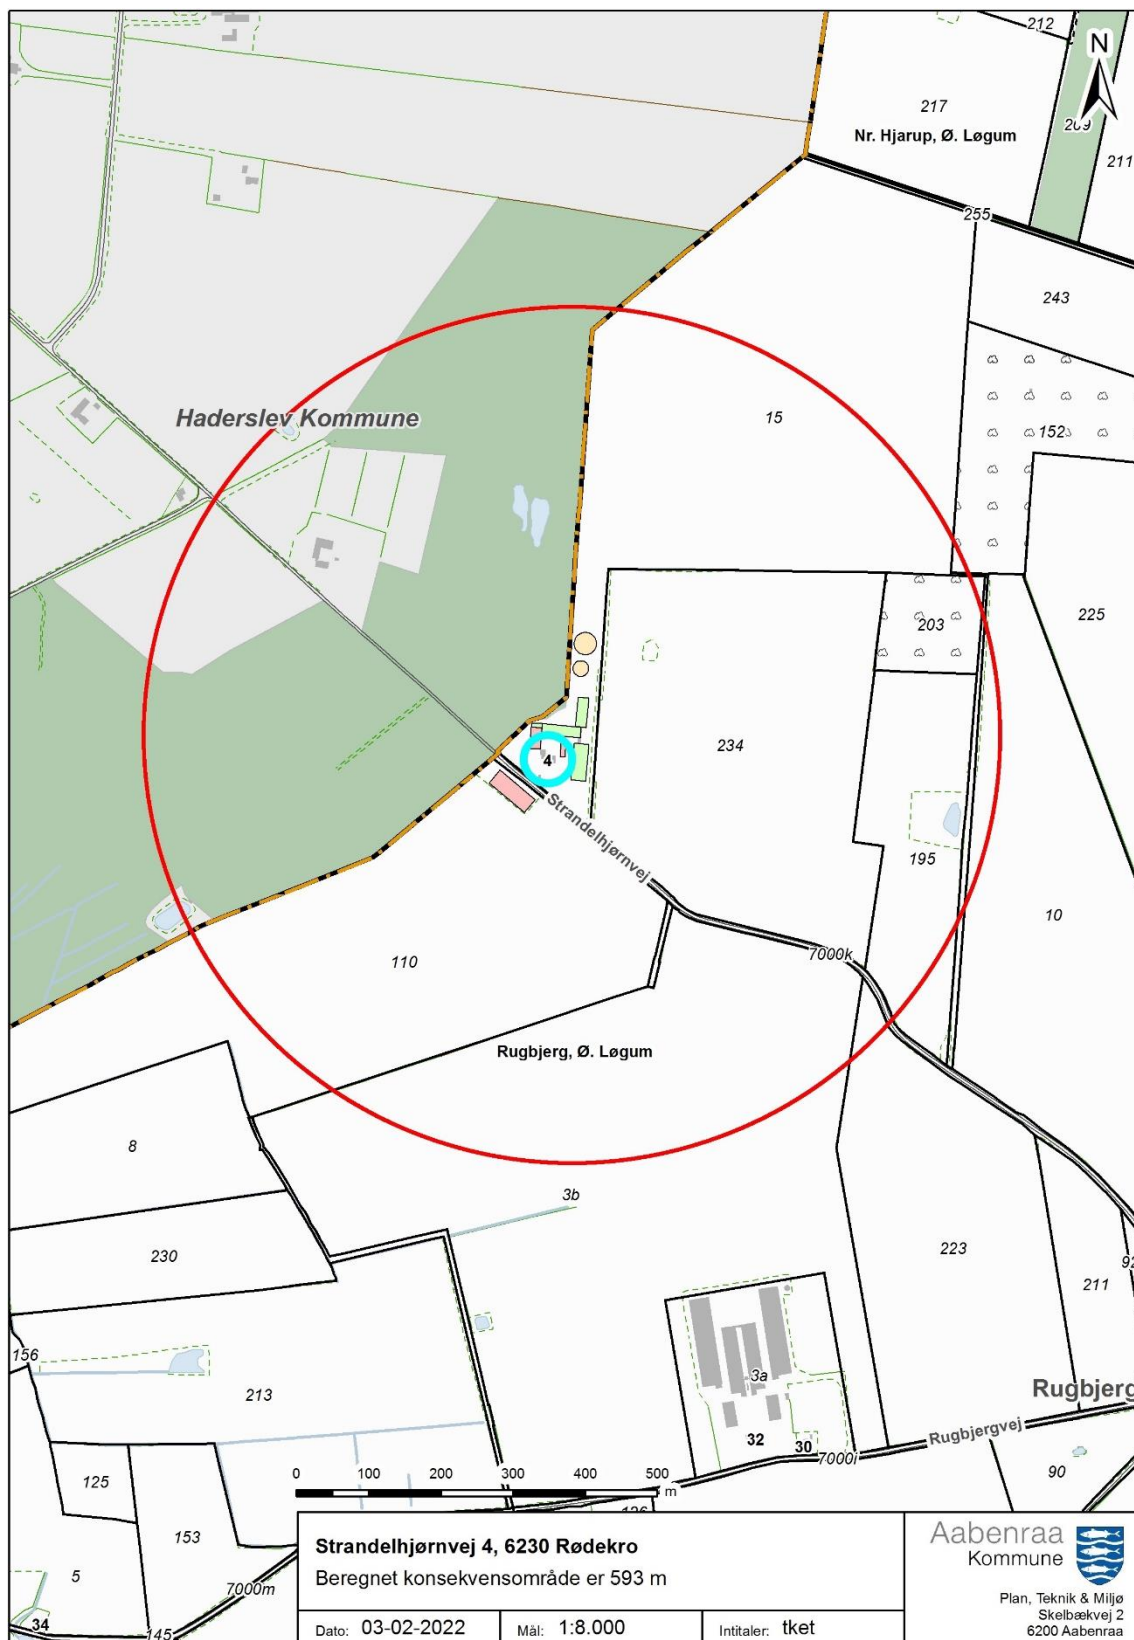 212
N
217
Nr. Hjarup, Ø. Løgum
209
211
255
243
Haderslev Kommune
15
152
225
203
234
4
Strandelhjørnvej
195
10
110
7000k
Rugbjerg, Ø. Løgum
8
3b
230
223
211
92
156
3a
213
Rugbjerg
Rugbjergvej
32
30
7000i
125
90
0 100 200 300 400 500
m
126
153
5
7000m
34
145
Strandelhjørnvej 4, 6230 Rødekro
Beregnet konsekvensområde er 593 m
Dato: 03-02-2022 Mål: 1:8.000 Intitaler: tket
Aabenraa
Kommune
Plan, Teknik & Miljø
Skelbækvej 2
6200 Aabenraa